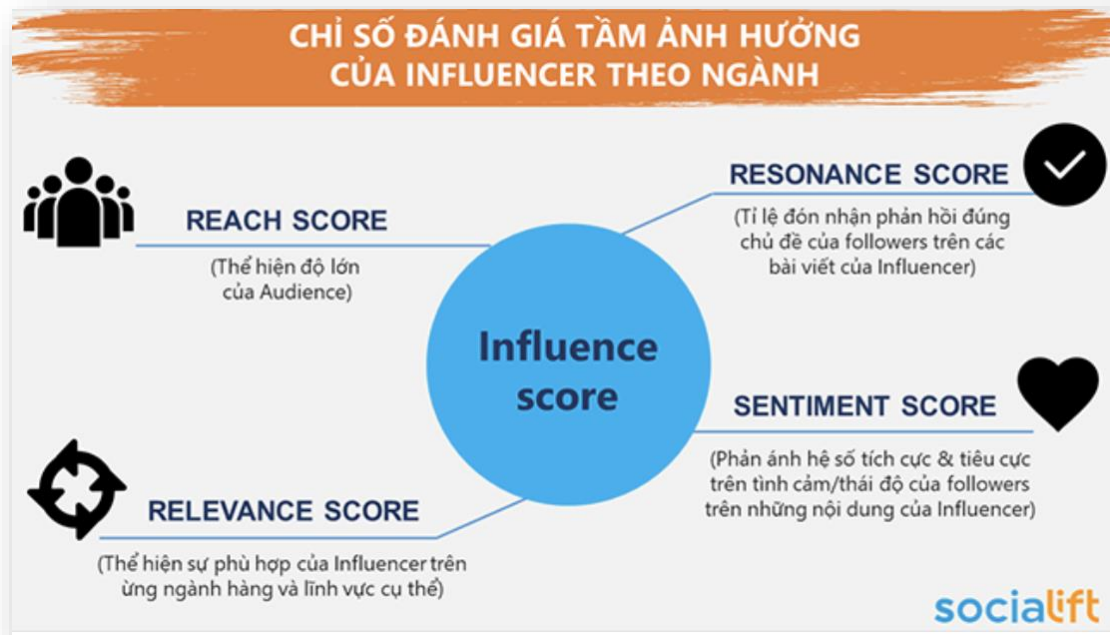 CHỈ SỐ ĐÁNH GIÁ TẦM ẢNH HƯỞNG
CỦA INFLUENCER THEO NGÀNH
REACH SCORE
(Thể hiện độ lớn
của Audience)
RESONANCE SCORE
(Tỉ lệ đón nhận phản hồi đúng
chủ đề của followers trên các
bài viết của Influencer)
Influence
score
SENTIMENT SCORE
(Phản ánh hệ số tích cực & tiêu cực
trên tình cảm/thái độ của followers
trên những nội dung của Influencer)
RELEVANCE SCORE
(Thể hiện sự phù hợp của Influencer trên
ừng ngành hàng và lĩnh vực cụ thể)
socialift